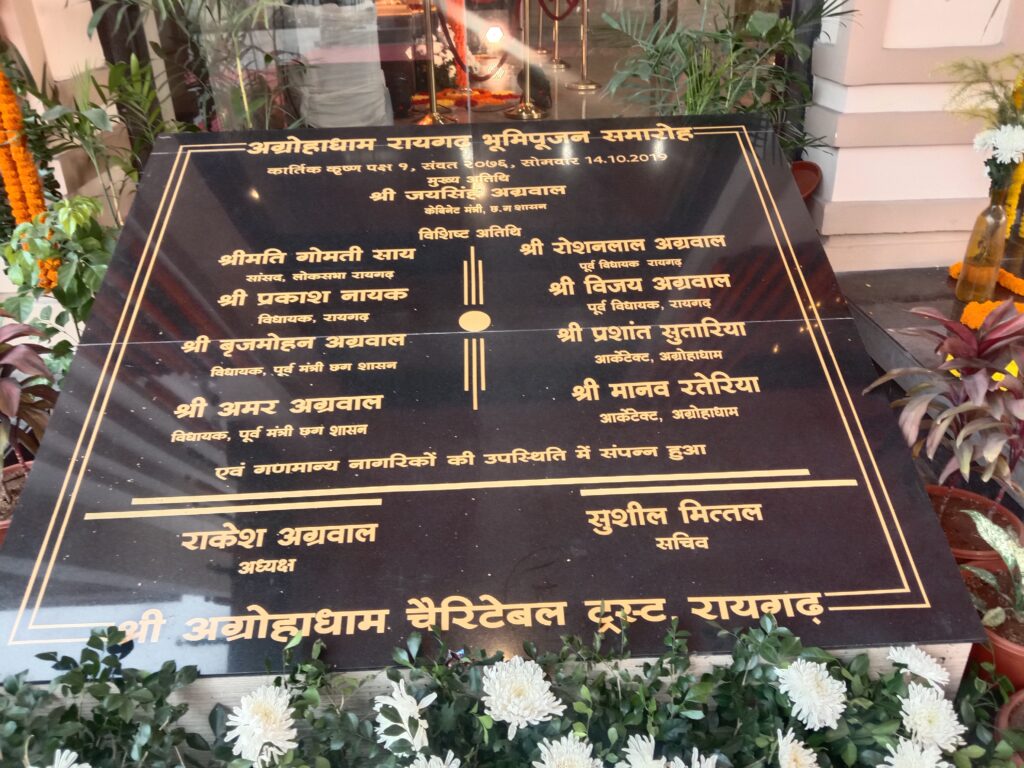 अग्रोहाधाम रायगढ़ भूमिपूजन समारोह
कार्तिक कृष्ण पक्ष १, संवत २०७६, सोमवार 14.10.2019
मुख्य अतिथि
श्री जयसिंह अग्रवाल
केबिनेट मंत्री, छ.ग शासन
विशिष्ट अतिथि
श्रीमति गोमती साय
सांसद, लोकसभा रायगढ़
श्री प्रकाश नायक
विधायक, रायगढ़
श्री बृजमोहन अग्रवाल
विधायक, पूर्व मंत्री छग शासन
श्री अमर अग्रवाल
विधायक, पूर्व मंत्री छग शासन
श्री रोशनलाल अग्रवाल
पूर्व विधायक रायगढ़
श्री विजय अग्रवाल
पूर्व विधायक, रायगढ़
श्री प्रशांत सुतारिया
आर्केटेक्ट, अग्रोहाधाम
श्री मानव रतेरिया
आर्केटेक्ट, अग्रोहाधाम
एवं गणमान्य नागरिकों की उपस्थिति में संपन्न हुआ
राकेश अग्रवाल
अध्यक्ष
सुशील मित्तल
सचिव
श्री अग्रोहाधाम चैरिटेबल ट्रस्ट रायगढ़